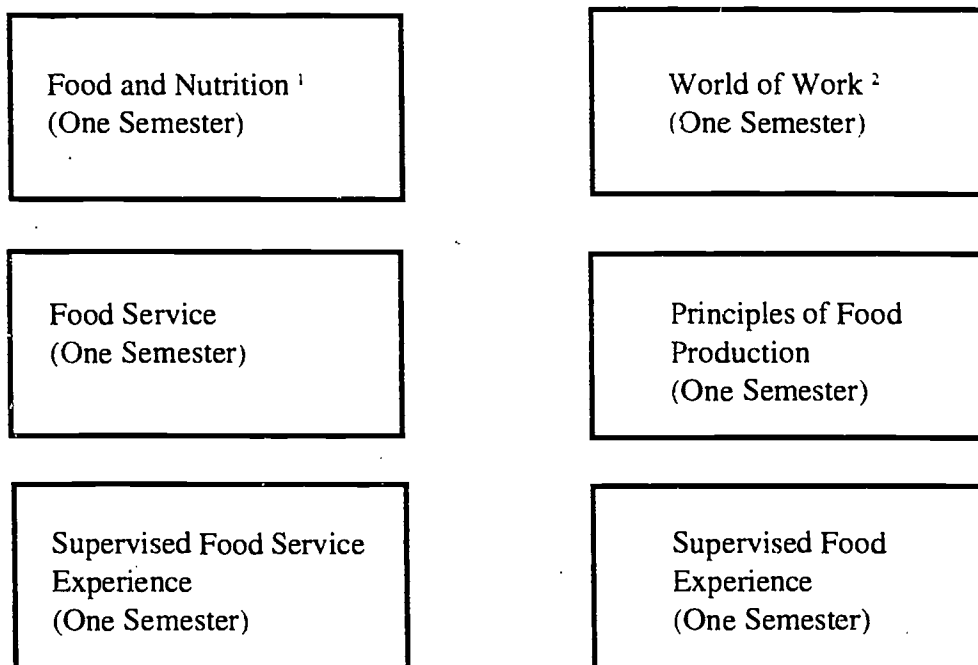 Food and Nutrition ¹
(One Semester)
World of Work ²
(One Semester)
Food Service
(One Semester)
Principles of Food
Production
(One Semester)
Supervised Food Service
Experience
(One Semester)
Supervised Food
Experience
(One Semester)